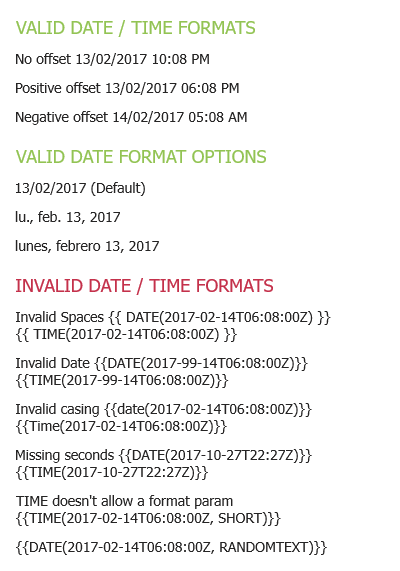 VALID DATE / TIME FORMATS
No offset 13/02/2017 10:08 PM
Positive offset 13/02/2017 06:08 PM
Negative offset 14/02/2017 05:08 AM
VALID DATE FORMAT OPTIONS
13/02/2017 (Default)
lu., feb. 13, 2017
lunes, febrero 13, 2017
INVALID DATE / TIME FORMATS
Invalid Spaces {{ DATE(2017-02-14T06:08:00Z) }}
{{ TIME(2017-02-14T06:08:00Z) }}
Invalid Date {{DATE(2017-99-14T06:08:00Z)}}
{{TIME(2017-99-14T06:08:00Z)}}
Invalid casing {{date(2017-02-14T06:08:00Z)}}
{{Time(2017-02-14T06:08:00Z)}}
Missing seconds {{DATE(2017-10-27T22:27Z)}}
{{TIME(2017-10-27T22:27Z)}}
TIME doesn't allow a format param
{{TIME(2017-02-14T06:08:00Z, SHORT)}}
{{DATE(2017-02-14T06:08:00Z, RANDOMTEXT)}}